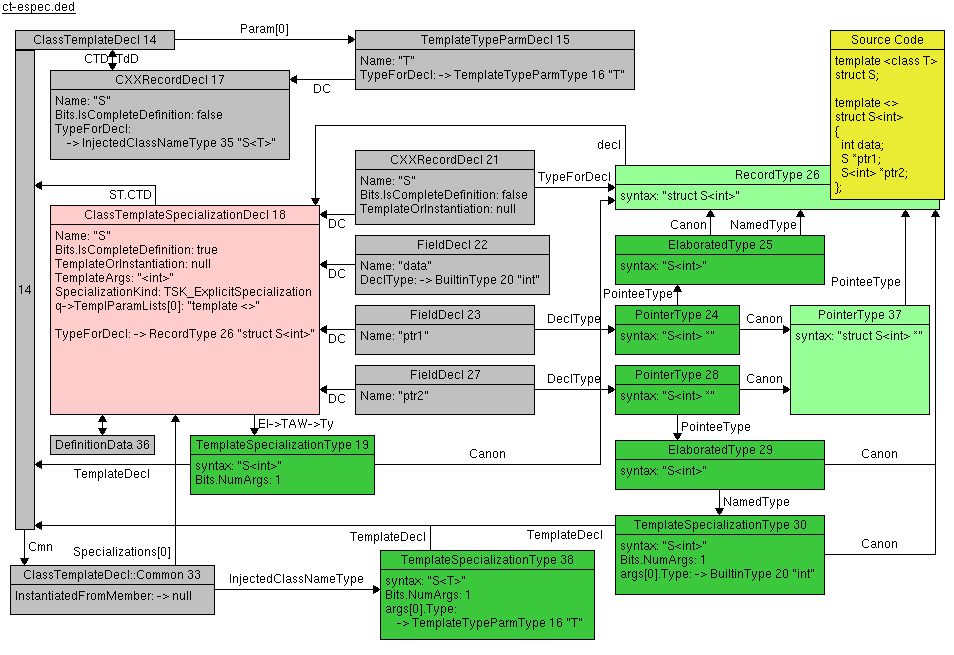 ct-espec.ded
ClassTemplateDecl 14
Param[0]
TemplateTypeParmDecl 15
Name: "T"
TypeForDecl: -> TemplateTypeParmType 16 "T"
Source Code
template <class T>
struct S;
template <>
struct S<int>
{
int data;
S *ptr1;
S<int> *ptr2;
};
CTD
TdD
CXXRecordDecl 17
Name: "S"
Bits.IsCompleteDefinition: false
TypeForDecl:
-> InjectedClassNameType 35 "S<T>"
DC
decl
CXXRecordDecl 21
Name: "S"
Bits.IsCompleteDefinition: false
TemplateOrInstantiation: null
TypeForDecl
RecordType 26
syntax: "struct S<int>"
ST.CTD
DC
ClassTemplateSpecializationDecl 18
Name: "S"
Bits.IsCompleteDefinition: true
TemplateOrInstantiation: null
TemplateArgs: "<int>"
SpecializationKind: TSK_ExplicitSpecialization
q->TemplParamLists[0]: "template <>"
TypeForDecl: -> RecordType 26 "struct S<int>"
14
FieldDecl 22
Name: "data"
DeclType: -> BuiltinType 20 "int"
DC
Canon
NamedType
ElaboratedType 25
syntax: "S<int>"
PointeeType
PointeeType
FieldDecl 23
Name: "ptr1"
DC
DeclType
PointerType 24
syntax: "S<int> *"
Canon
PointerType 37
syntax: "struct S<int> *"
FieldDecl 27
Name: "ptr2"
DC
DeclType
PointerType 28
syntax: "S<int> *"
Canon
El->TAW->Ty
PointeeType
DefinitionData 36
TemplateSpecializationType 19
syntax: "S<int>"
Bits.NumArgs: 1
Canon
TemplateDecl
ElaboratedType 29
syntax: "S<int>"
Canon
NamedType
TemplateSpecializationType 30
syntax: "S<int>"
Bits.NumArgs: 1
args[0].Type: -> BuiltinType 20 "int"
Canon
TemplateDecl
TemplateDecl
Cmn
Specializations[0]
ClassTemplateDecl::Common 33
InstantiatedFromMember: -> null
InjectedClassNameType
TemplateSpecializationType 38
syntax: "S<T>"
Bits.NumArgs: 1
args[0].Type:
-> TemplateTypeParmType 16 "T"